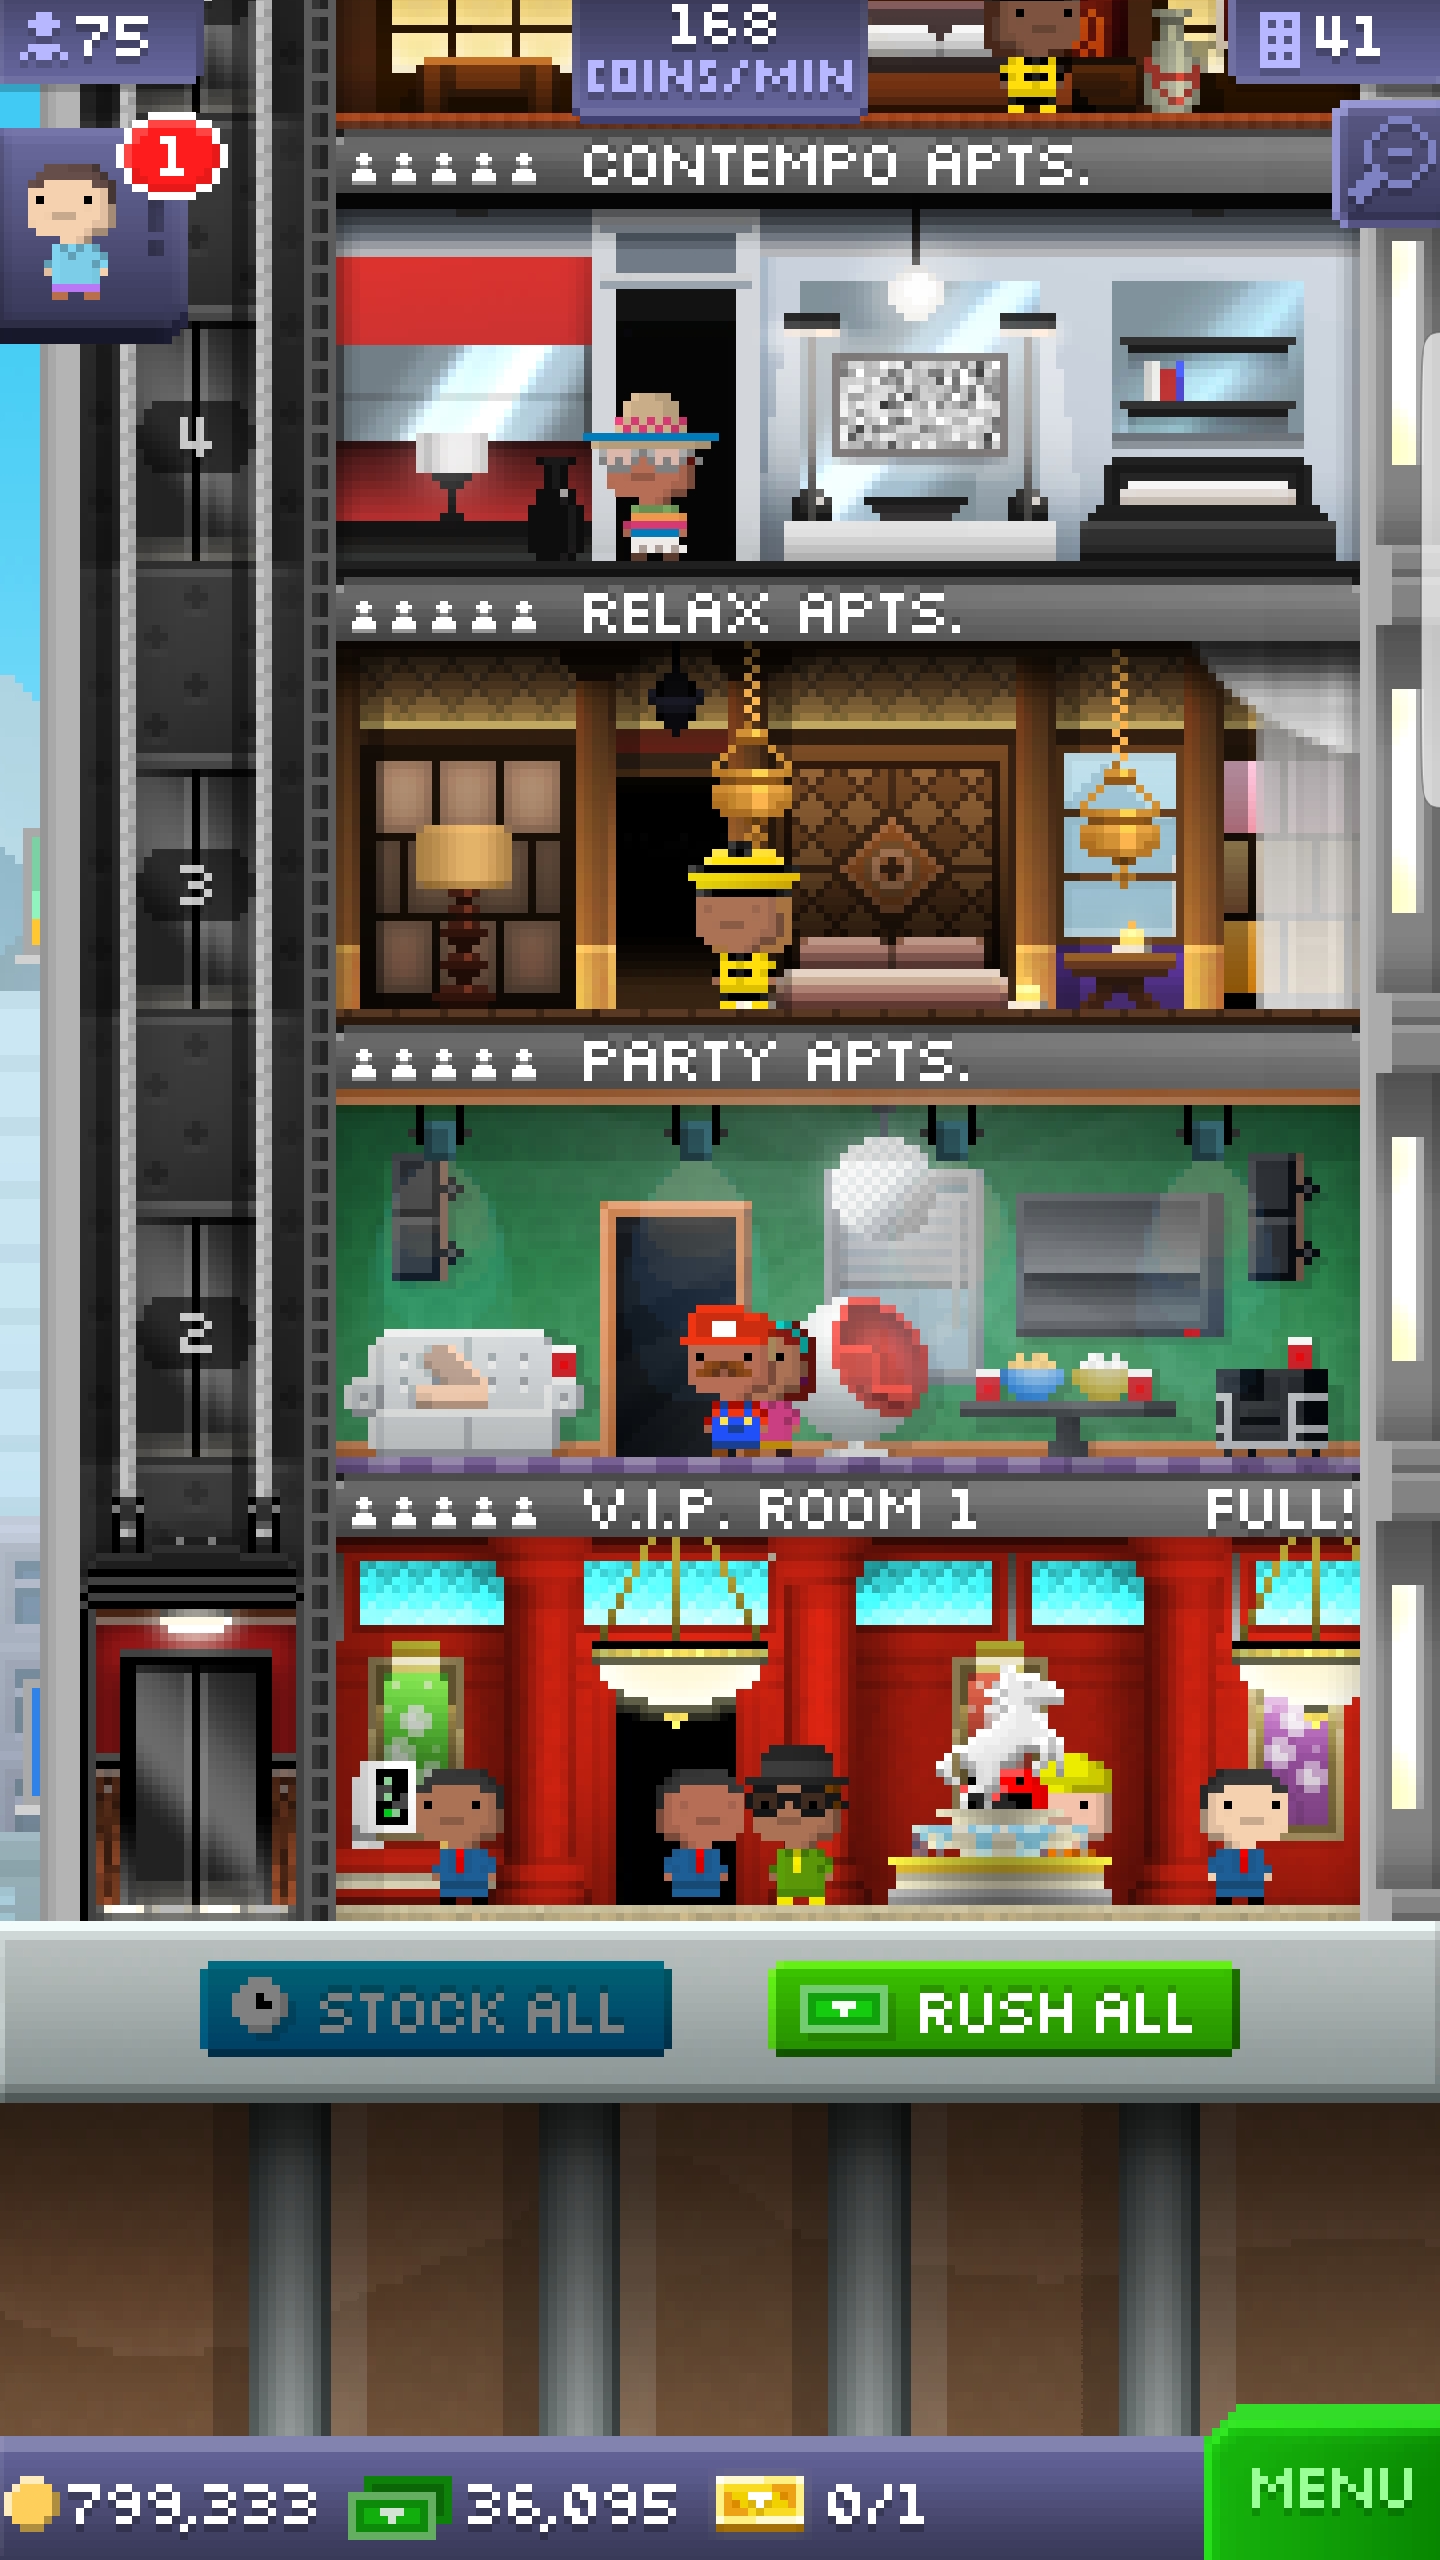 75
168
COINS/MIN
41
1
!
CONTEMPO APTS.
4
RELAX APTS.
3
PARTY APTS.
2
V.I.P. ROOM 1
FULL!
STOCK ALL
RUSH ALL
799,333
36,095
0/1
MENU